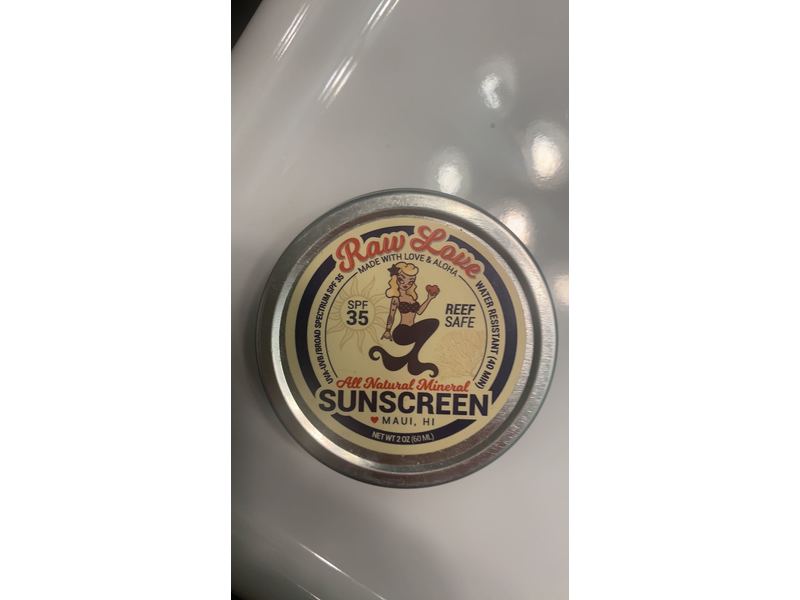 Raw Love
MADE WITH LOVE & ALOHA
UVA-UVB/BROAD SPECTRUM SPF 35
WATER RESISTANT (40 MIN)
SPF
35
REEF
SAFE
All Natural Mineral
SUNSCREEN
MAUI, HI
NET WT 2 OZ (60 ML)